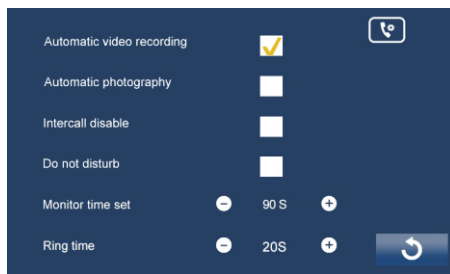 Automatic video recording
Automatic photography
Intercall disable
Do not disturb
Monitor time set 90 S
Ring time 20S